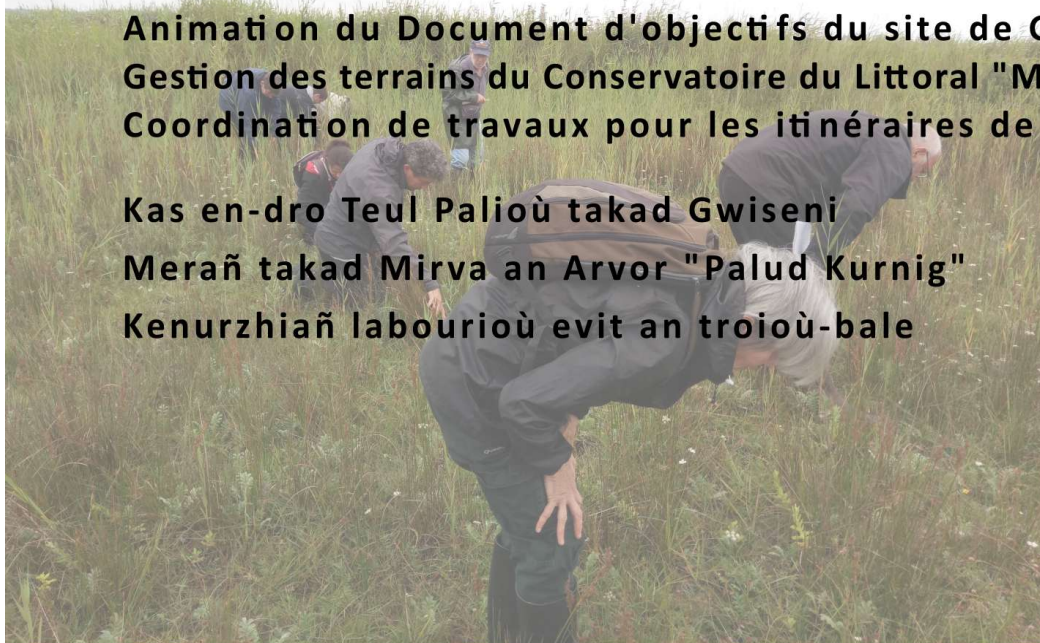 Animation du Document d'objectifs du site de
Gestion des terrains du Conservatoire du Littoral "M
Coordination de travaux pour les itinéraires de
Kas en-dro Teul Palioù takad Gwiseni
Merañ takad Mirva an Arvor "Palud Kurnig"
Kenurzhiañ labourioù evit an troioù-bale